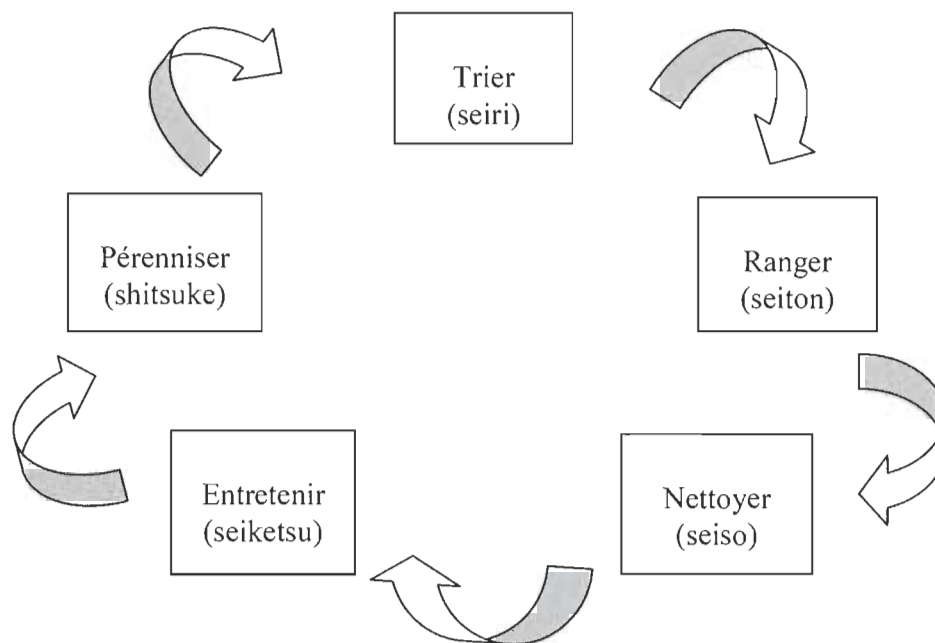 Trier
(seiri)
Ranger
(seiton)
Nettoyer
(seiso)
Entretenir
(seiketsu)
Pérenniser
(shitsuke)